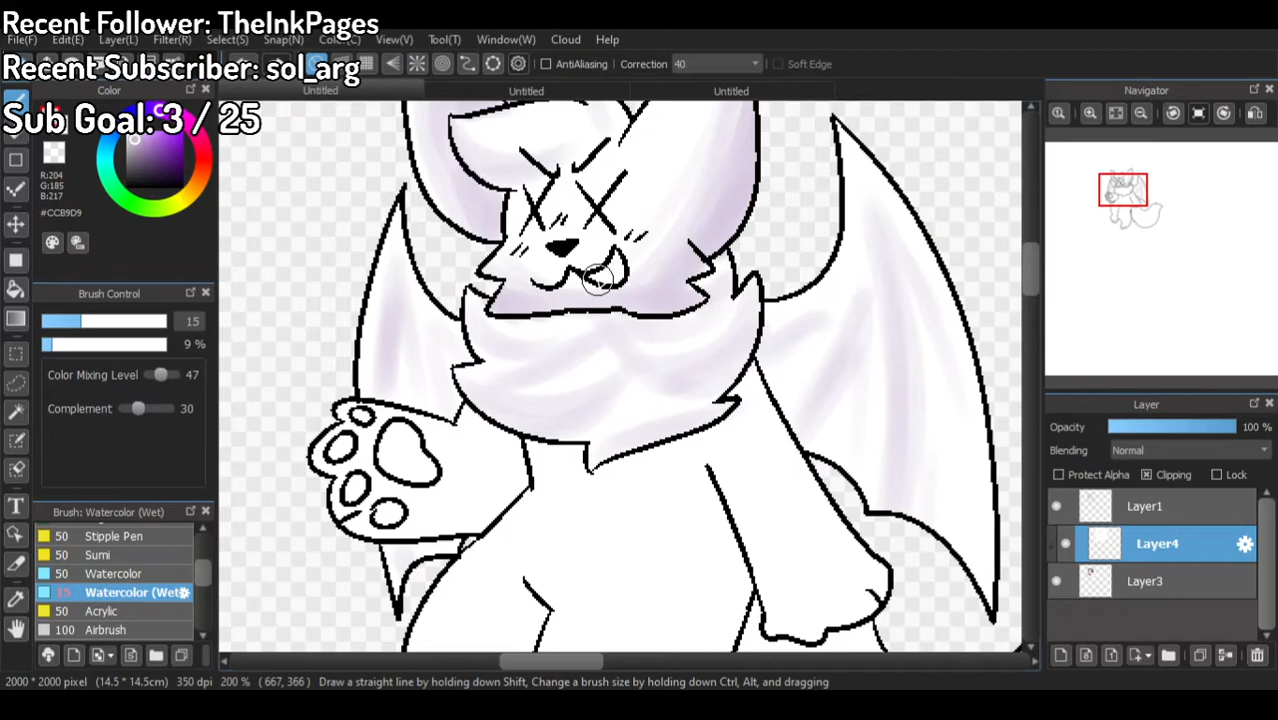 Recent Follower: TheInkPages
File(F) Edit(E) Layer(L) Filter(R) Select(S) Snap(N) Color(C) View(V) Tool(T) Window(W) Cloud Help
Recent Subscriber: sol_arg
AntiAliasing Correction 40 Soft Edge
Color Untitled Untitled Untitled Navigator
Sub Goal: 3 / 25
R:204
G:185
B:217
#CCB9D9
Brush Control
15
9 %
Color Mixing Level 47
Complement 30
Layer
Opacity 100 %
Blending Normal
Protect Alpha Clipping Lock
Layer1
Layer4
Layer3
Brush: Watercolor (Wet)
50 Stipple Pen
50 Sumi
50 Watercolor
15 Watercolor (Wet
50 Acrylic
100 Airbrush
2000 * 2000 pixel (14.5 * 14.5cm) 350 dpi 200 % ( 667, 366 ) Draw a straight line by holding down Shift, Change a brush size by holding down Ctrl, Alt, and dragging